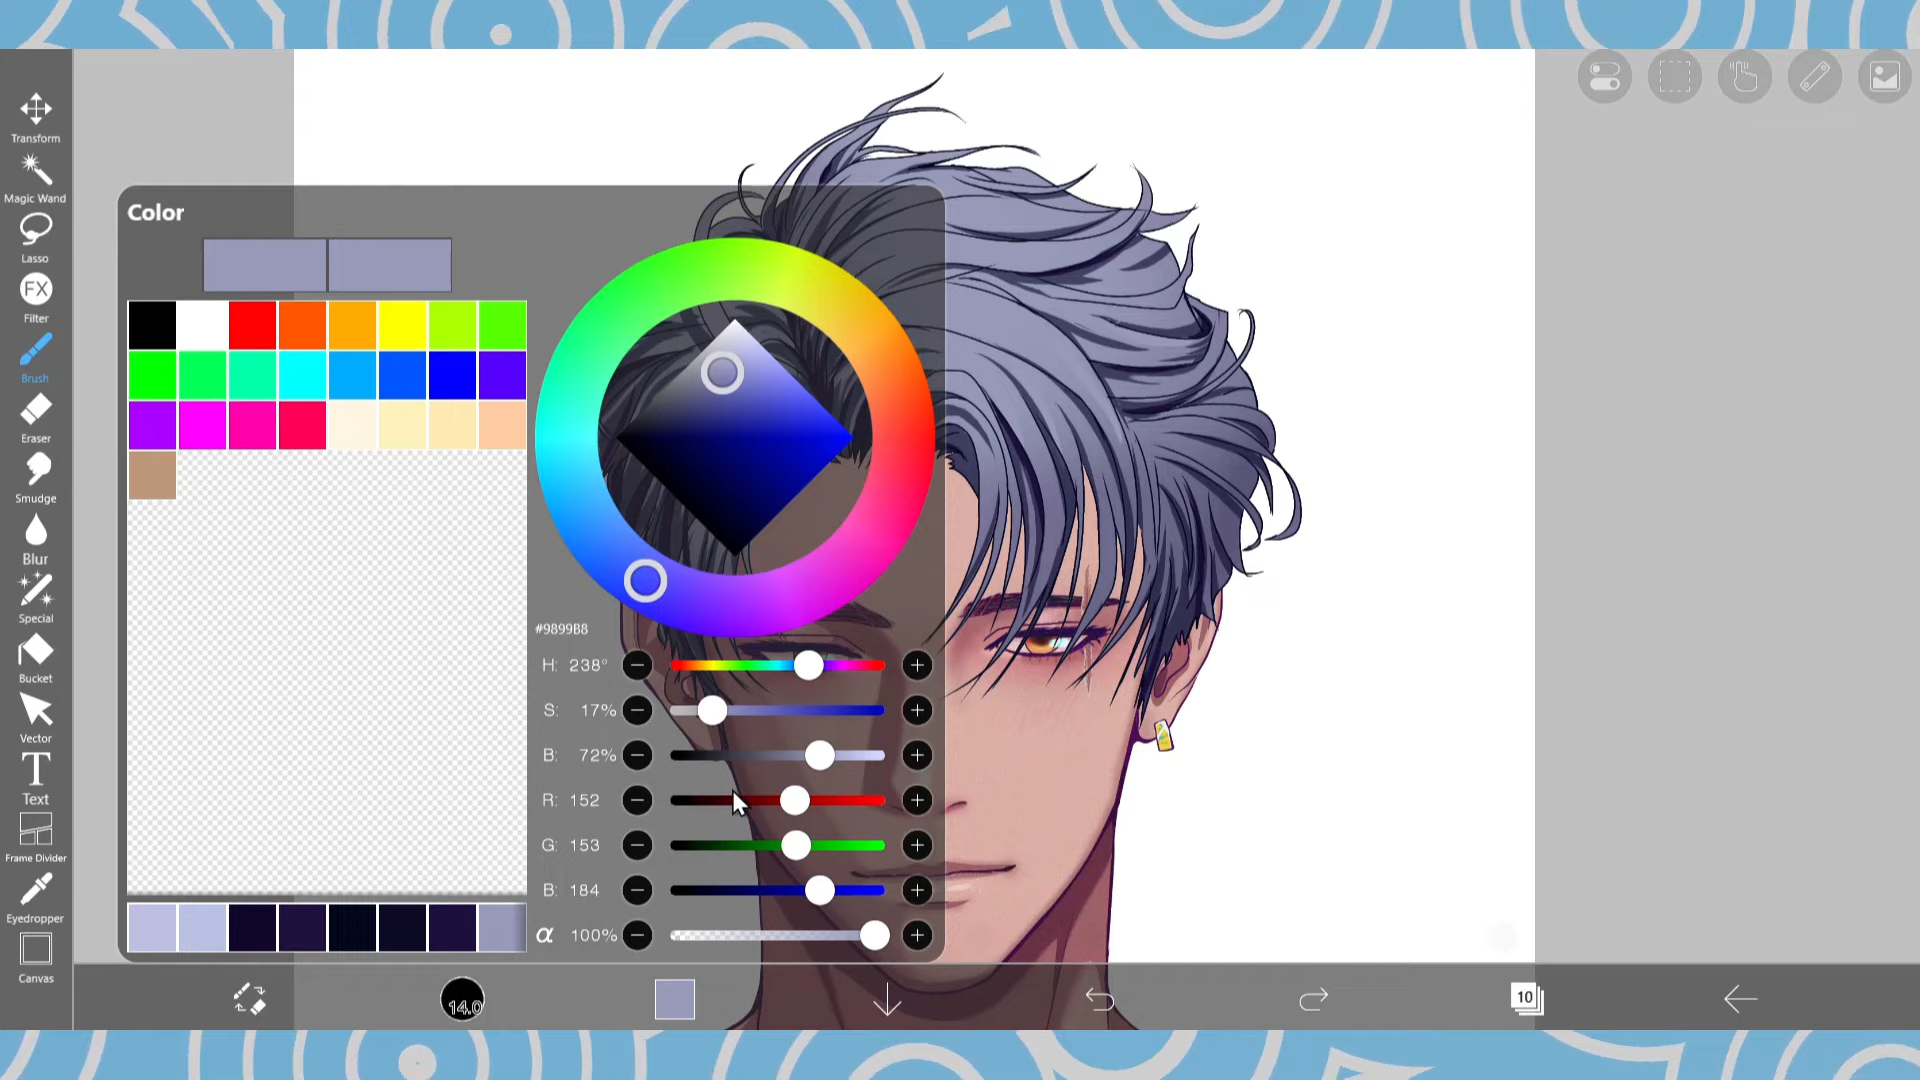 Transform
Magic Wand
Lasso
FX
Filter
Brush
Eraser
Smudge
Blur
Special
Bucket
Vector
T
Text
Frame Divider
Eyedropper
Canvas
Color
#9899B8
H: 238°
S: 17%
B: 72%
R: 152
G: 153
B: 184
α 100%
14.0
10